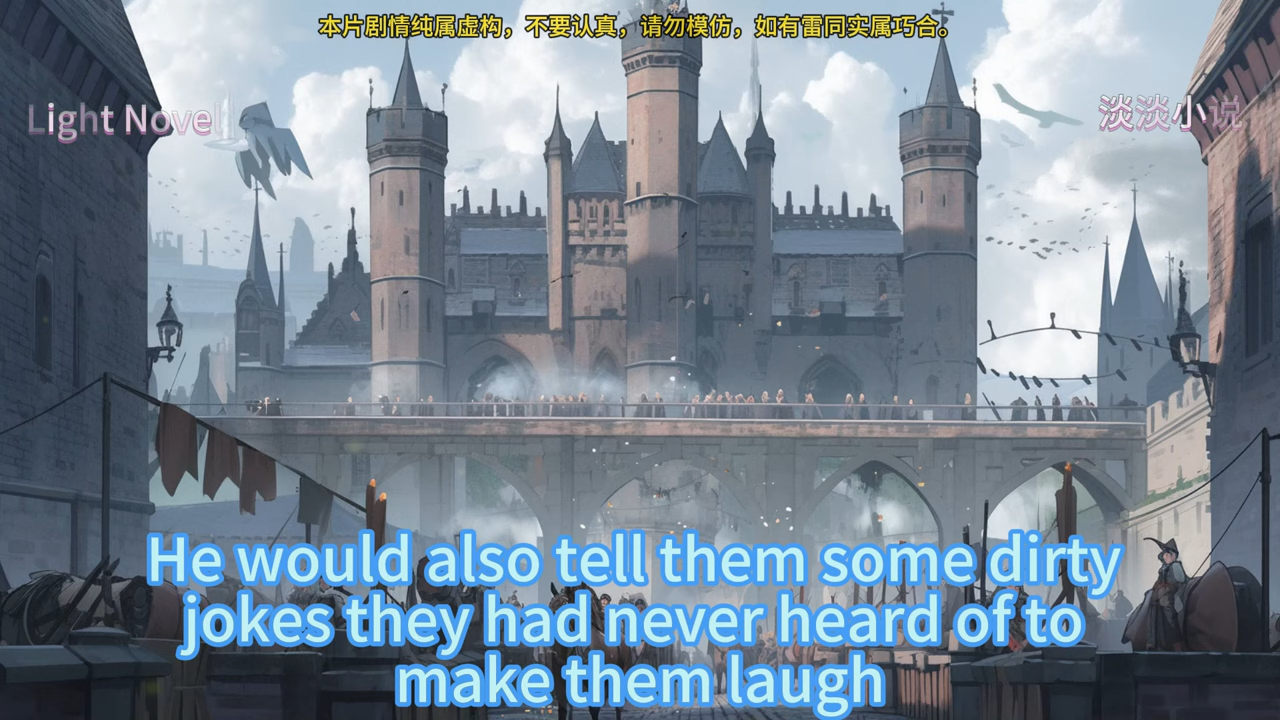 本片剧情纯属虚构，不要认真，请勿模仿，如有雷同实属巧合。
Light Novel
淡淡小说
He would also tell them some dirty
jokes they had never heard of to
make them laugh